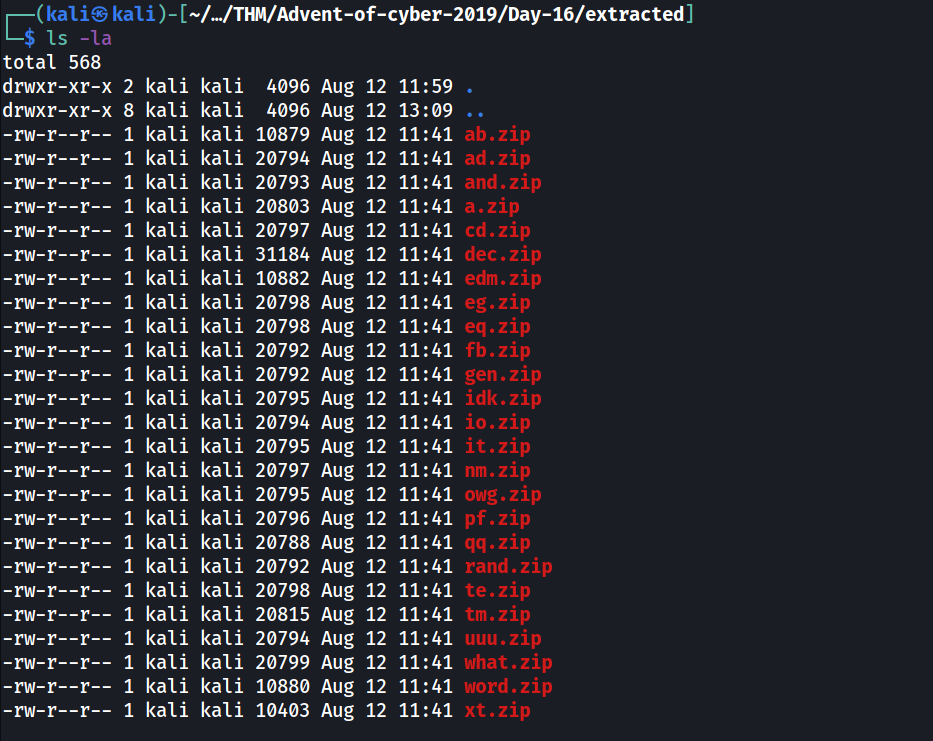 ┌──(kali㉿kali)-[~/…/THM/Advent-of-cyber-2019/Day-16/extracted]
└─$ ls -la
total 568
drwxr-xr-x 2 kali kali  4096 Aug 12 11:59 .
drwxr-xr-x 8 kali kali  4096 Aug 12 13:09 ..
-rw-r--r-- 1 kali kali 10879 Aug 12 11:41 ab.zip
-rw-r--r-- 1 kali kali 20794 Aug 12 11:41 ad.zip
-rw-r--r-- 1 kali kali 20793 Aug 12 11:41 and.zip
-rw-r--r-- 1 kali kali 20803 Aug 12 11:41 a.zip
-rw-r--r-- 1 kali kali 20797 Aug 12 11:41 cd.zip
-rw-r--r-- 1 kali kali 31184 Aug 12 11:41 dec.zip
-rw-r--r-- 1 kali kali 10882 Aug 12 11:41 edm.zip
-rw-r--r-- 1 kali kali 20798 Aug 12 11:41 eg.zip
-rw-r--r-- 1 kali kali 20798 Aug 12 11:41 eq.zip
-rw-r--r-- 1 kali kali 20792 Aug 12 11:41 fb.zip
-rw-r--r-- 1 kali kali 20792 Aug 12 11:41 gen.zip
-rw-r--r-- 1 kali kali 20795 Aug 12 11:41 idk.zip
-rw-r--r-- 1 kali kali 20794 Aug 12 11:41 io.zip
-rw-r--r-- 1 kali kali 20795 Aug 12 11:41 it.zip
-rw-r--r-- 1 kali kali 20797 Aug 12 11:41 nm.zip
-rw-r--r-- 1 kali kali 20795 Aug 12 11:41 owg.zip
-rw-r--r-- 1 kali kali 20796 Aug 12 11:41 pf.zip
-rw-r--r-- 1 kali kali 20788 Aug 12 11:41 qq.zip
-rw-r--r-- 1 kali kali 20792 Aug 12 11:41 rand.zip
-rw-r--r-- 1 kali kali 20798 Aug 12 11:41 te.zip
-rw-r--r-- 1 kali kali 20815 Aug 12 11:41 tm.zip
-rw-r--r-- 1 kali kali 20794 Aug 12 11:41 uuu.zip
-rw-r--r-- 1 kali kali 20799 Aug 12 11:41 what.zip
-rw-r--r-- 1 kali kali 10880 Aug 12 11:41 word.zip
-rw-r--r-- 1 kali kali 10403 Aug 12 11:41 xt.zip